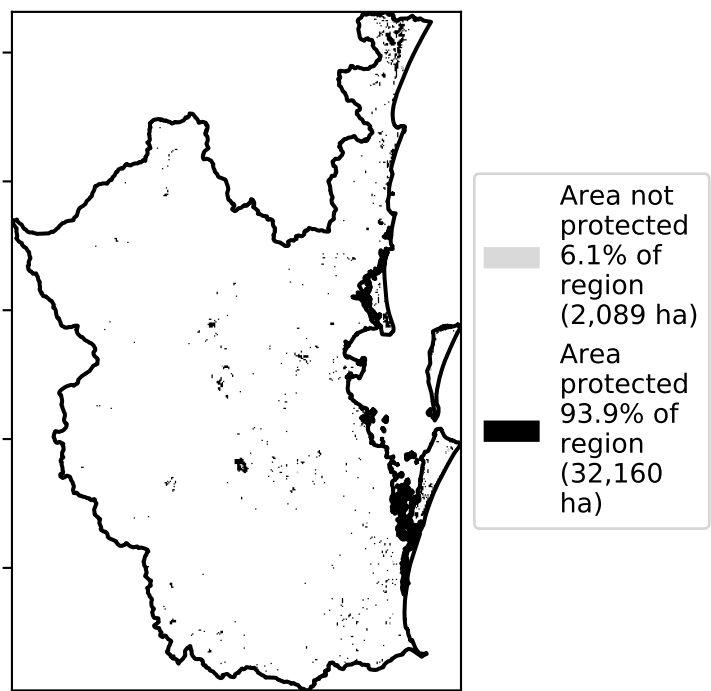 Area not
protected
6.1% of
region
(2,089 ha)
Area
protected
93.9% of
region
(32,160
ha)